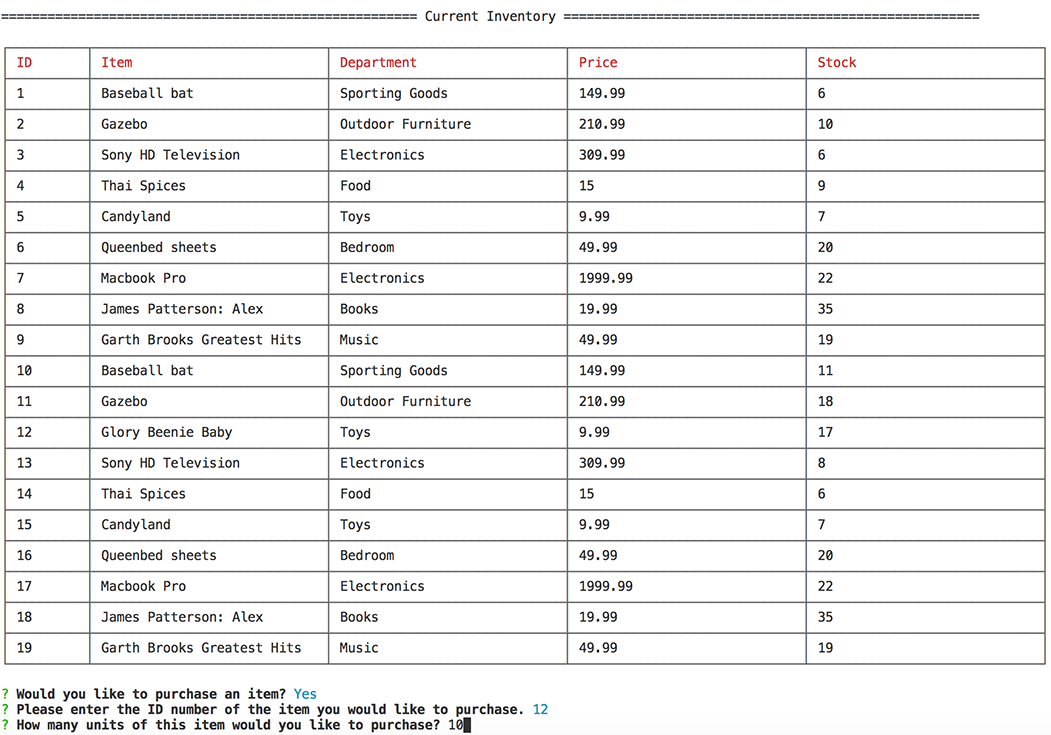 ====================================================== Current Inventory ======================================================
ID Item Department Price Stock
1 Baseball bat Sporting Goods 149.99 6
2 Gazebo Outdoor Furniture 210.99 10
3 Sony HD Television Electronics 309.99 6
4 Thai Spices Food 15 9
5 Candyland Toys 9.99 7
6 Queenbed sheets Bedroom 49.99 20
7 Macbook Pro Electronics 1999.99 22
8 James Patterson: Alex Books 19.99 35
9 Garth Brooks Greatest Hits Music 49.99 19
10 Baseball bat Sporting Goods 149.99 11
11 Gazebo Outdoor Furniture 210.99 18
12 Glory Beenie Baby Toys 9.99 17
13 Sony HD Television Electronics 309.99 8
14 Thai Spices Food 15 6
15 Candyland Toys 9.99 7
16 Queenbed sheets Bedroom 49.99 20
17 Macbook Pro Electronics 1999.99 22
18 James Patterson: Alex Books 19.99 35
19 Garth Brooks Greatest Hits Music 49.99 19
? Would you like to purchase an item? Yes
? Please enter the ID number of the item you would like to purchase. 12
? How many units of this item would you like to purchase? 10